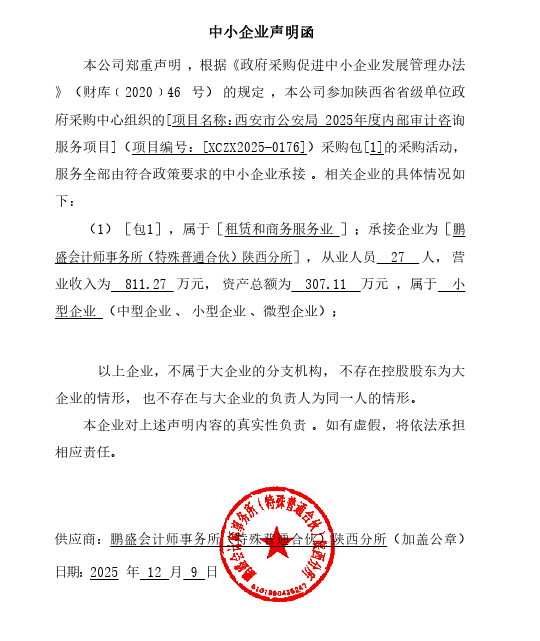 中小企业声明函
本公司郑重声明，根据《政府采购促进中小企业发展管理办法
》（财库﹝2020﹞46 号）的规定，本公司参加陕西省省级单位政
府采购中心组织的[项目名称:西安市公安局 2025年度内部审计咨询
服务项目]（项目编号: [XCZX2025—0176]）采购包[1]的采购活动，
服务全部由符合政策要求的中小企业承接。相关企业的具体情况如
下：
（1）［包1］，属于［租赁和商务服务业 ］；承接企业为［鹏
盛会计师事务所（特殊普通合伙）陕西分所］，从业人员 27 人，营
业收入为 811.27 万元，资产总额为 307.11 万元，属于 小
型企业 （中型企业、小型企业、微型企业）；
以上企业，不属于大企业的分支机构，不存在控股股东为大
企业的情形，也不存在与大企业的负责人为同一人的情形。
本企业对上述声明内容的真实性负责。如有虚假，将依法承担
相应责任。
供应商：鹏盛会计师事务所（特殊普通合伙）陕西分所（加盖公章）
日期: 2025 年 12 月 9 日
鹏盛会计师事务所（特殊普通合伙）陕西分所